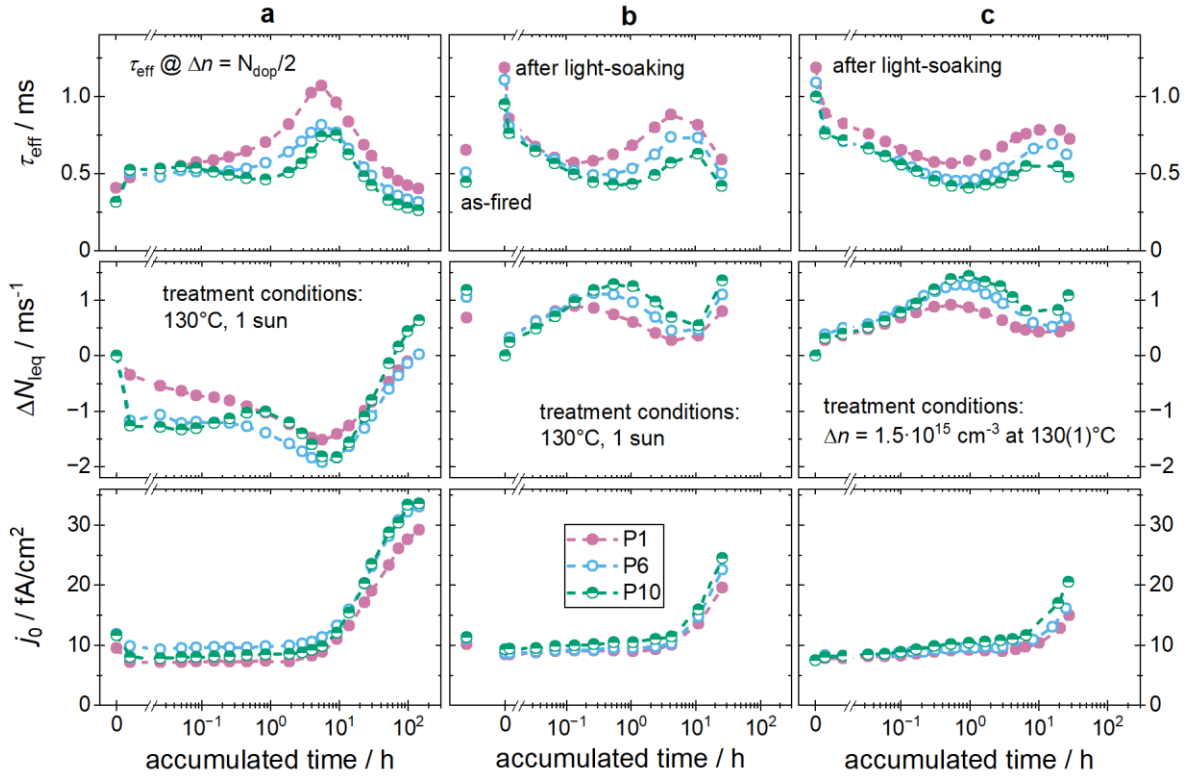 a b c
τeff @ Δn = Ndop/2
after light-soaking
after light-soaking
as-fired
τeff / ms
1.0
0.5
0
1.0
0.5
0
treatment conditions:
130°C, 1 sun
treatment conditions:
130°C, 1 sun
treatment conditions:
Δn = 1.5·10¹⁵ cm⁻³ at 130(1)°C
ΔNleq / ms⁻¹
1
0
−1
−2
1
0
−1
−2
P1
P6
P10
j₀ / fA/cm²
30
20
10
0
30
20
10
0
0 10⁻¹ 10⁰ 10¹ 10² 0 10⁻¹ 10⁰ 10¹ 10² 0 10⁻¹ 10⁰ 10¹ 10²
accumulated time / h accumulated time / h accumulated time / h